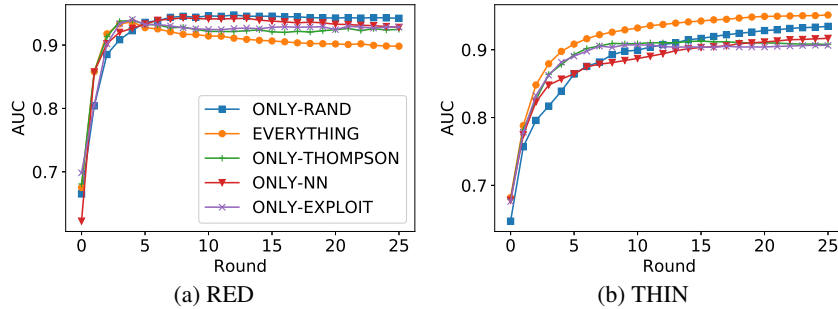 0.9
0.8
0.7
AUC
ONLY-RAND
EVERYTHING
ONLY-THOMPSON
ONLY-NN
ONLY-EXPLOIT
0 5 10 15 20 25
Round
(a) RED
0.9
0.8
0.7
AUC
0 5 10 15 20 25
Round
(b) THIN